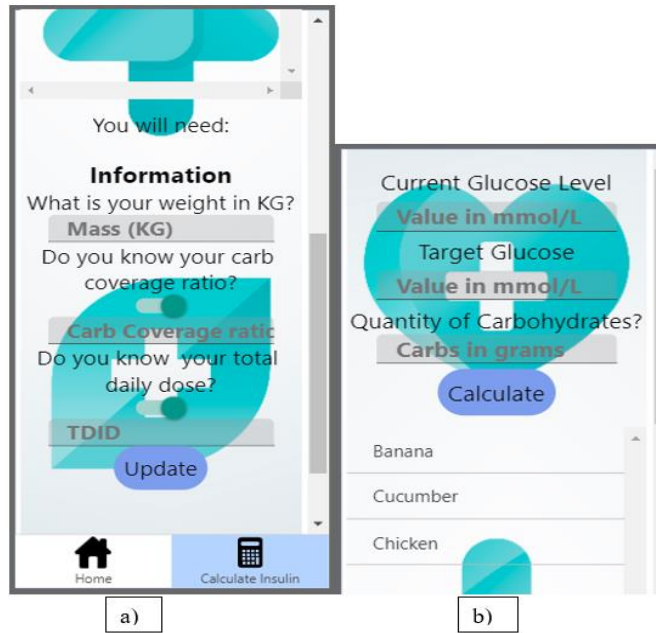 You will need:
Information
What is your weight in KG?
Mass (KG)
Do you know your carb
coverage ratio?
Carb Coverage ratio
Do you know your total
daily dose?
TDID
Update
Home
Calculate Insulin
a)
Current Glucose Level
Value in mmol/L
Target Glucose
Value in mmol/L
Quantity of Carbohydrates?
Carbs in grams
Calculate
Banana
Cucumber
Chicken
b)